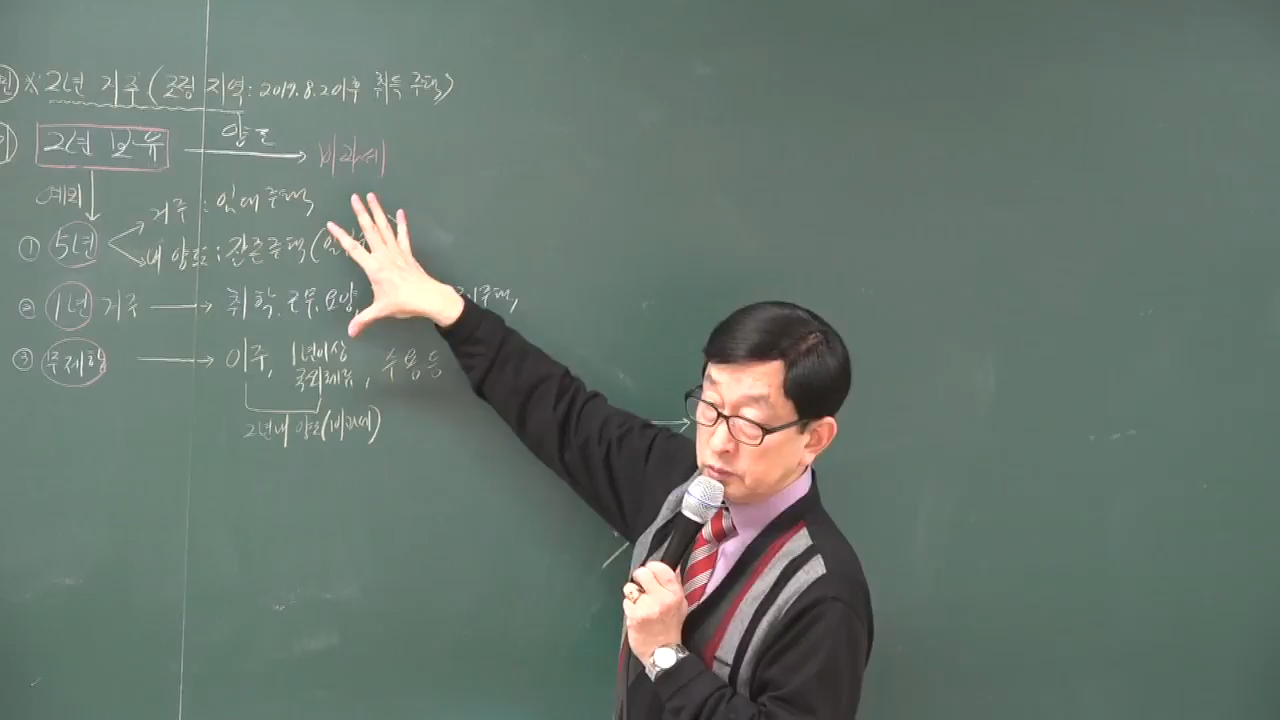 ※ 2년 거주 (조정 지역: 2017.8.2 이후 취득 주택)
2년 보유 양도 비과세
예외
① 5년 거주 : 임대 주택
내 양도 : 잔존 주택 (
② 1년 거주 취학, 근무, 요양,
③ 무제한 이주, 1년이상 국외체류, 수용 등
2년내 양도 (비과세)